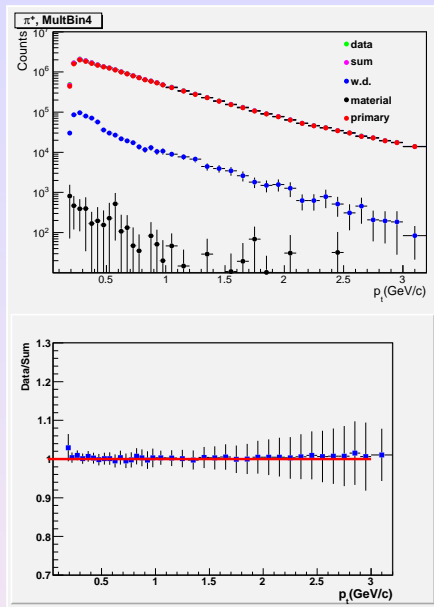 π⁺, MultBin4
Counts
10⁷
10⁶
10⁵
10⁴
10³
10²
data
sum
w.d.
material
primary
0.5 1 1.5 2 2.5 3
pₜ(GeV/c)
Data/Sum
1.3
1.2
1.1
1
0.9
0.8
0.7
0.5 1 1.5 2 2.5 3
pₜ(GeV/c)